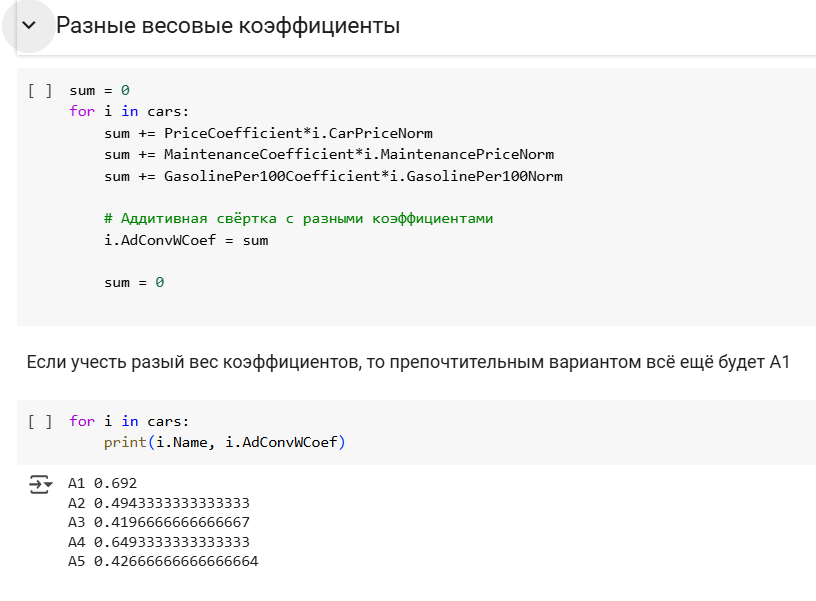 Разные весовые коэффициенты
[ ] sum = 0
for i in cars:
    sum += PriceCoefficient*i.CarPriceNorm
    sum += MaintenanceCoefficient*i.MaintenancePriceNorm
    sum += GasolinePer100Coefficient*i.GasolinePer100Norm
    # Аддитивная свёртка с разными коэффициентами
    i.AdConvWCoef = sum
    sum = 0
Если учесть разый вес коэффициентов, то препочтительным вариантом всё ещё будет А1
[ ] for i in cars:
    print(i.Name, i.AdConvWCoef)
A1 0.692
A2 0.4943333333333333
A3 0.4196666666666667
A4 0.6493333333333333
A5 0.42666666666666664